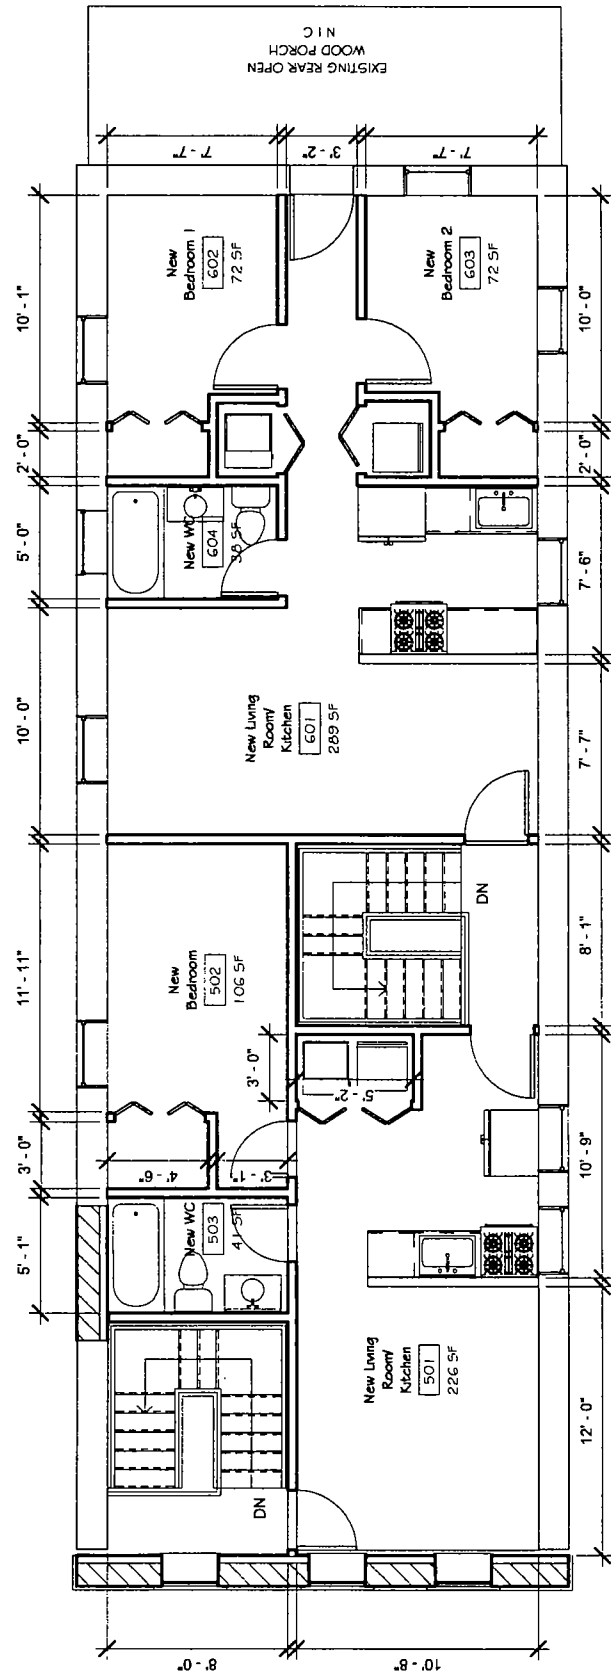 EXISTING REAR OPEN
WOOD PORCH
N I C
7' - 7"
3' - 2"
7' - 7"
10' - 1"
2' - 0"
5' - 0"
10' - 0"
11' - 11"
3' - 0"
5' - 1"
New
Bedroom 1
602
72 SF
New
Bedroom 2
603
72 SF
10' - 0"
2' - 0"
7' - 6"
7' - 7"
8' - 1"
10' - 9"
12' - 0"
New WC
604
38 SF
New Living
Room/
Kitchen
601
289 SF
New
Bedroom
502
106 SF
DN
3' - 0"
5' - 2"
4' - 6"
3' - 1"
New WC
503
41 SF
New Living
Room/
Kitchen
501
226 SF
DN
8' - 0"
10' - 8"